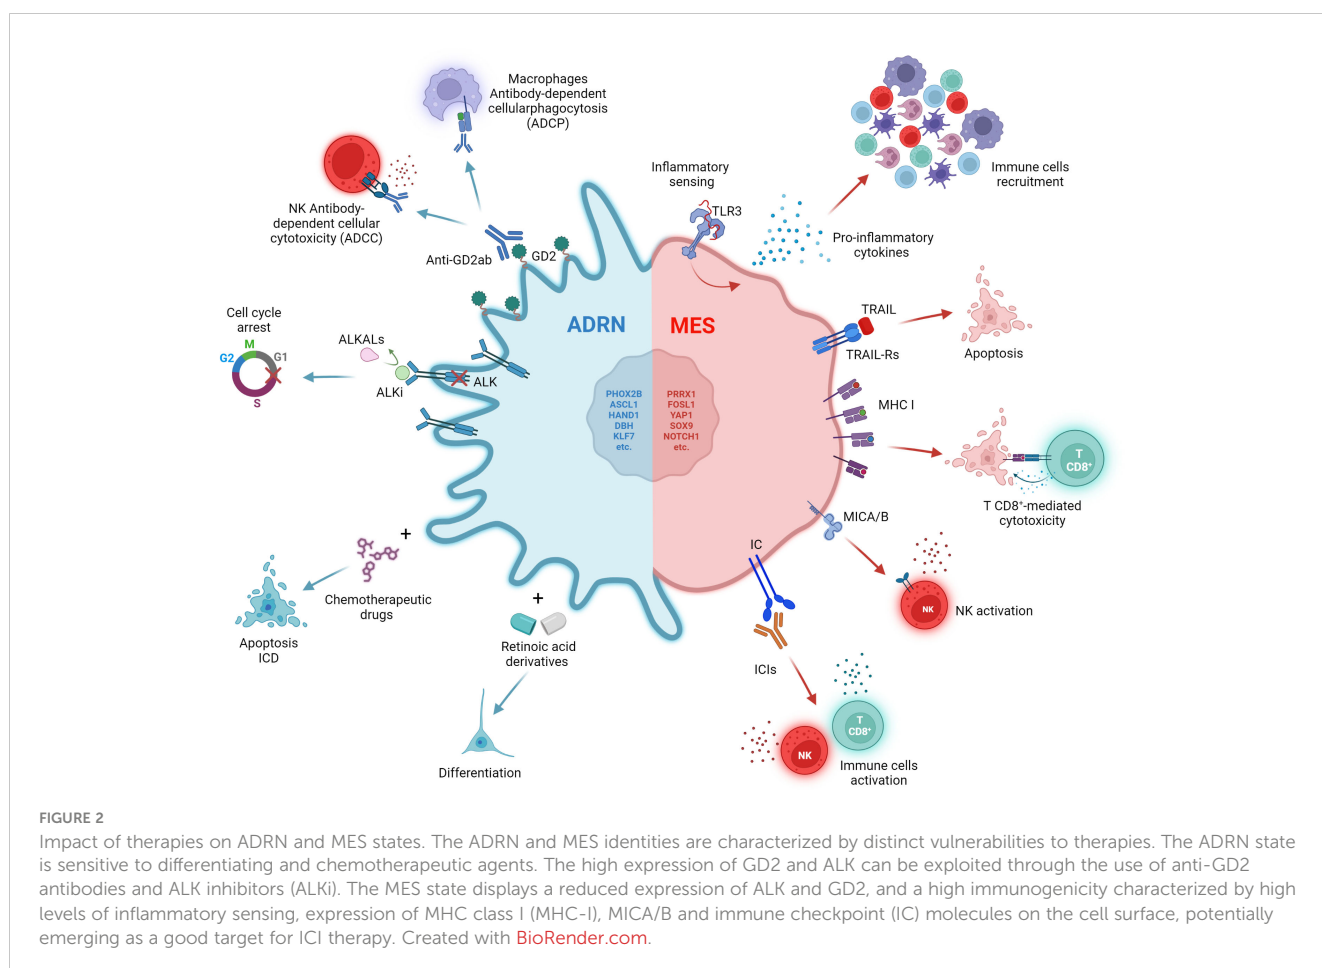 Macrophages
Antibody-dependent
cellularphagocytosis
(ADCP)
NK Antibody-
dependent cellular
cytotoxicity (ADCC)
Anti-GD2ab
GD2
Inflammatory
sensing
TLR3
Pro-inflammatory
cytokines
Immune cells
recruitment
Cell cycle
arrest
M
G2
G1
S
ALKALs
ALKi
ALK
ADRN
MES
PHOX2B
ASCL1
HAND1
DBH
KLF7
etc.
PRRX1
FOSL1
YAP1
SOX9
NOTCH1
etc.
TRAIL
TRAIL-Rs
Apoptosis
MHC I
T
CD8⁺
T CD8⁺-mediated
cytotoxicity
MICA/B
NK
NK activation
IC
ICIs
T
CD8⁺
NK
Immune cells
activation
+
Chemotherapeutic
drugs
Apoptosis
ICD
+
Retinoic acid
derivatives
Differentiation
FIGURE 2
Impact of therapies on ADRN and MES states. The ADRN and MES identities are characterized by distinct vulnerabilities to therapies. The ADRN state
is sensitive to differentiating and chemotherapeutic agents. The high expression of GD2 and ALK can be exploited through the use of anti-GD2
antibodies and ALK inhibitors (ALKi). The MES state displays a reduced expression of ALK and GD2, and a high immunogenicity characterized by high
levels of inflammatory sensing, expression of MHC class I (MHC-I), MICA/B and immune checkpoint (IC) molecules on the cell surface, potentially
emerging as a good target for ICI therapy. Created with BioRender.com.